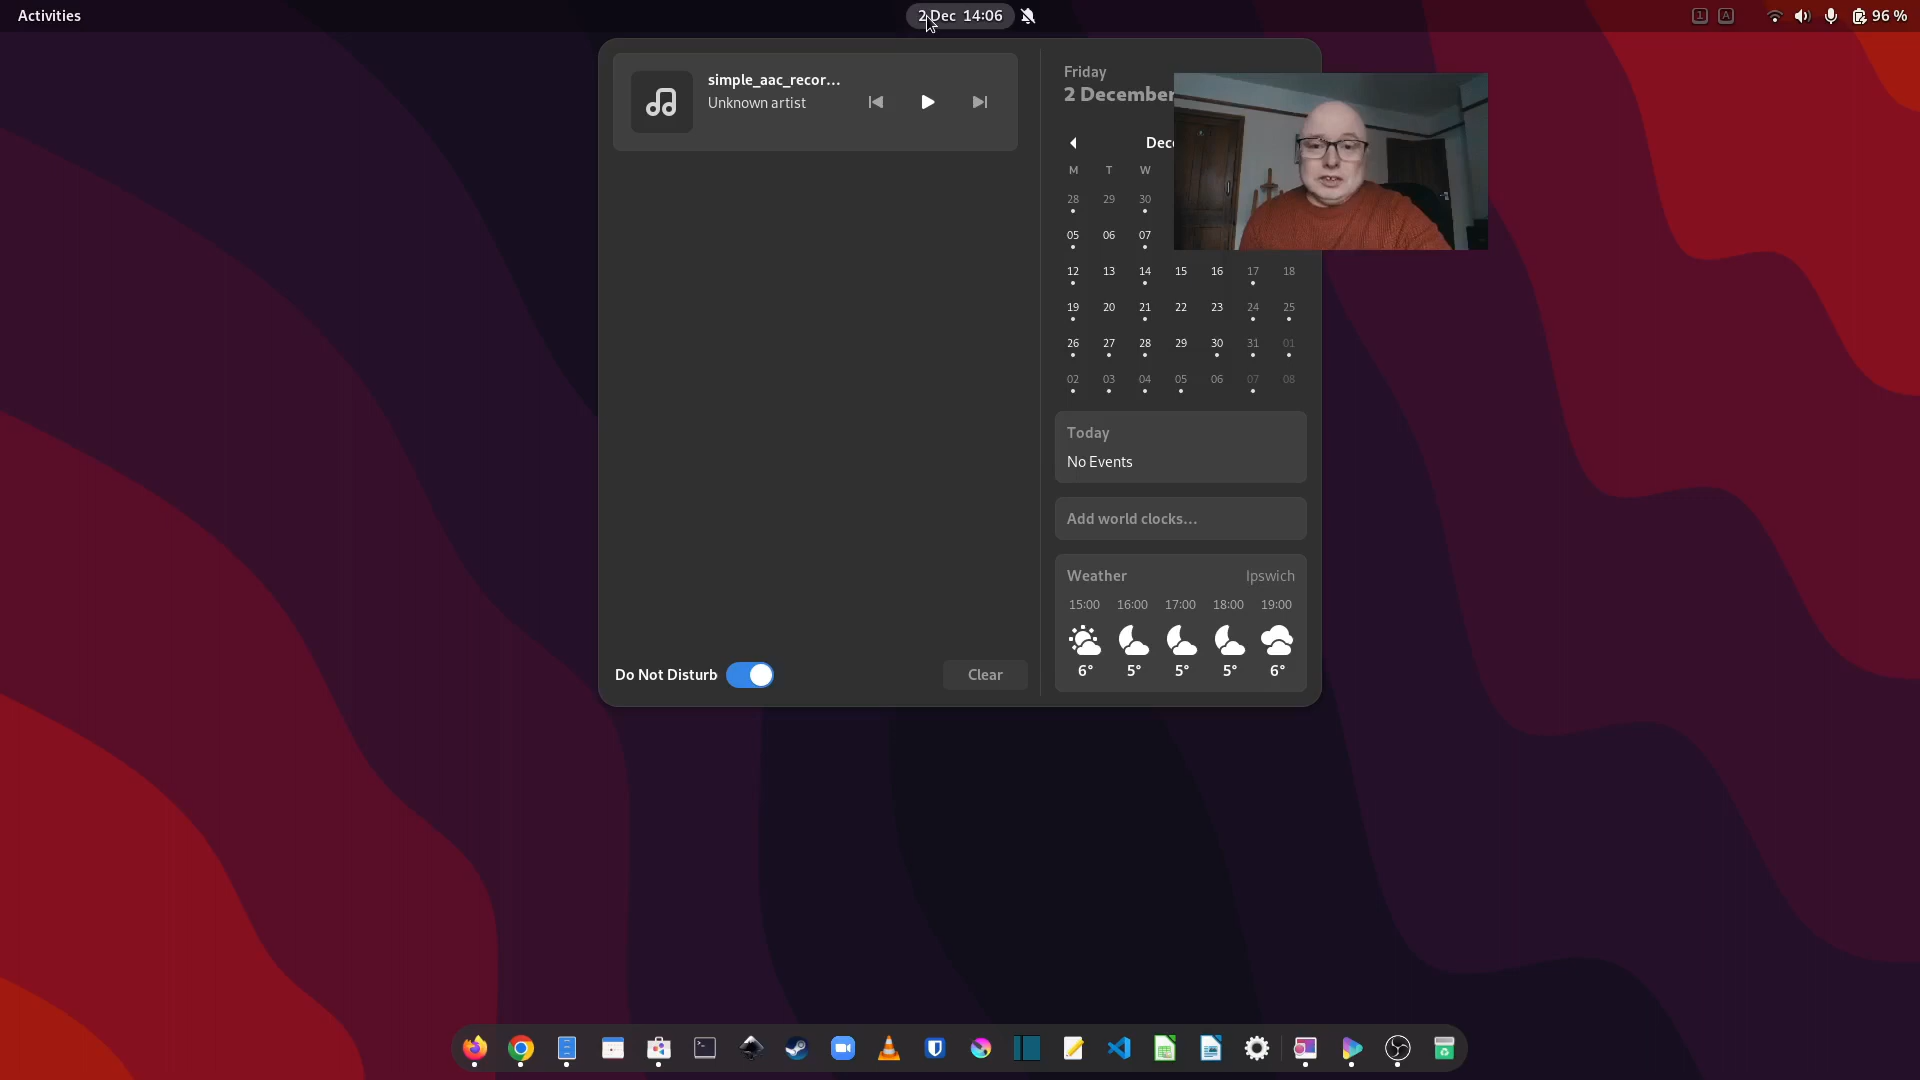 Activities
2 Dec 14:06
1 A
96 %
simple_aac_recor...
Unknown artist
Friday
2 December
Dec
M T W
28 29 30
05 06 07
12 13 14 15 16 17 18
19 20 21 22 23 24 25
26 27 28 29 30 31 01
02 03 04 05 06 07 08
Today
No Events
Add world clocks...
Weather Ipswich
15:00 16:00 17:00 18:00 19:00
6° 5° 5° 5° 6°
Do Not Disturb
Clear